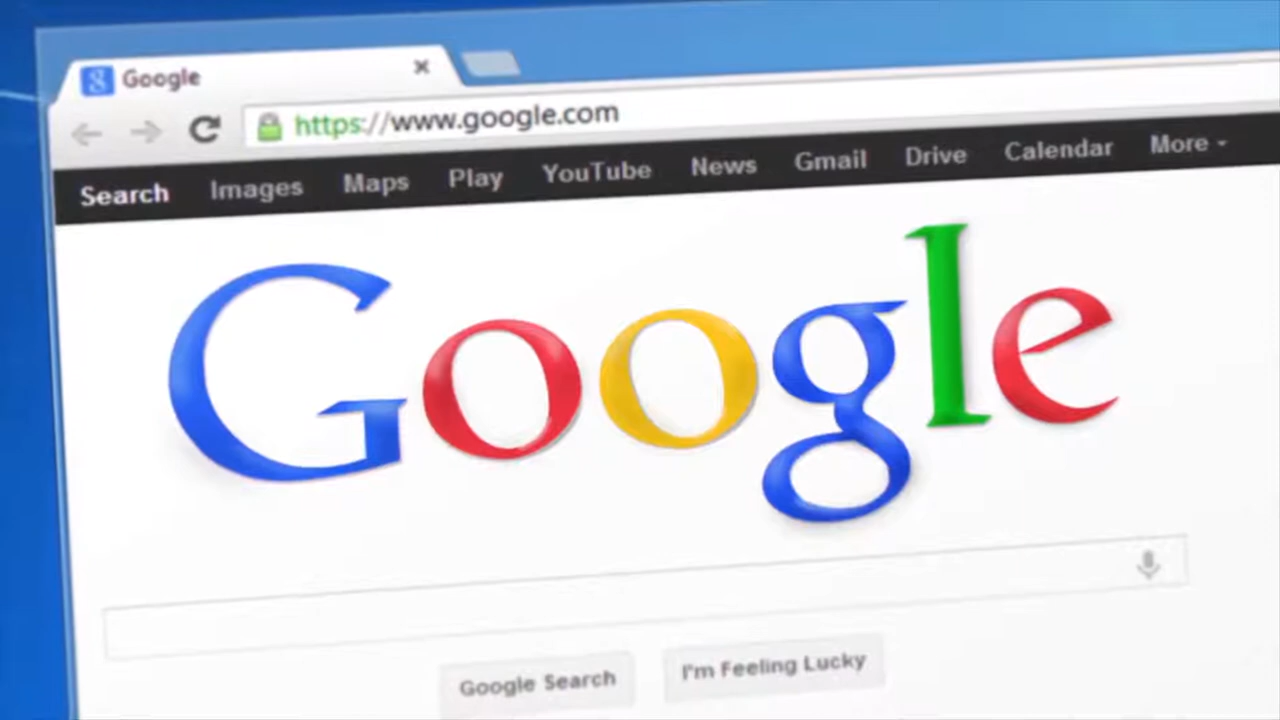 Google
https://www.google.com
Search Images Maps Play YouTube News Gmail Drive Calendar More
Google
Google Search I'm Feeling Lucky